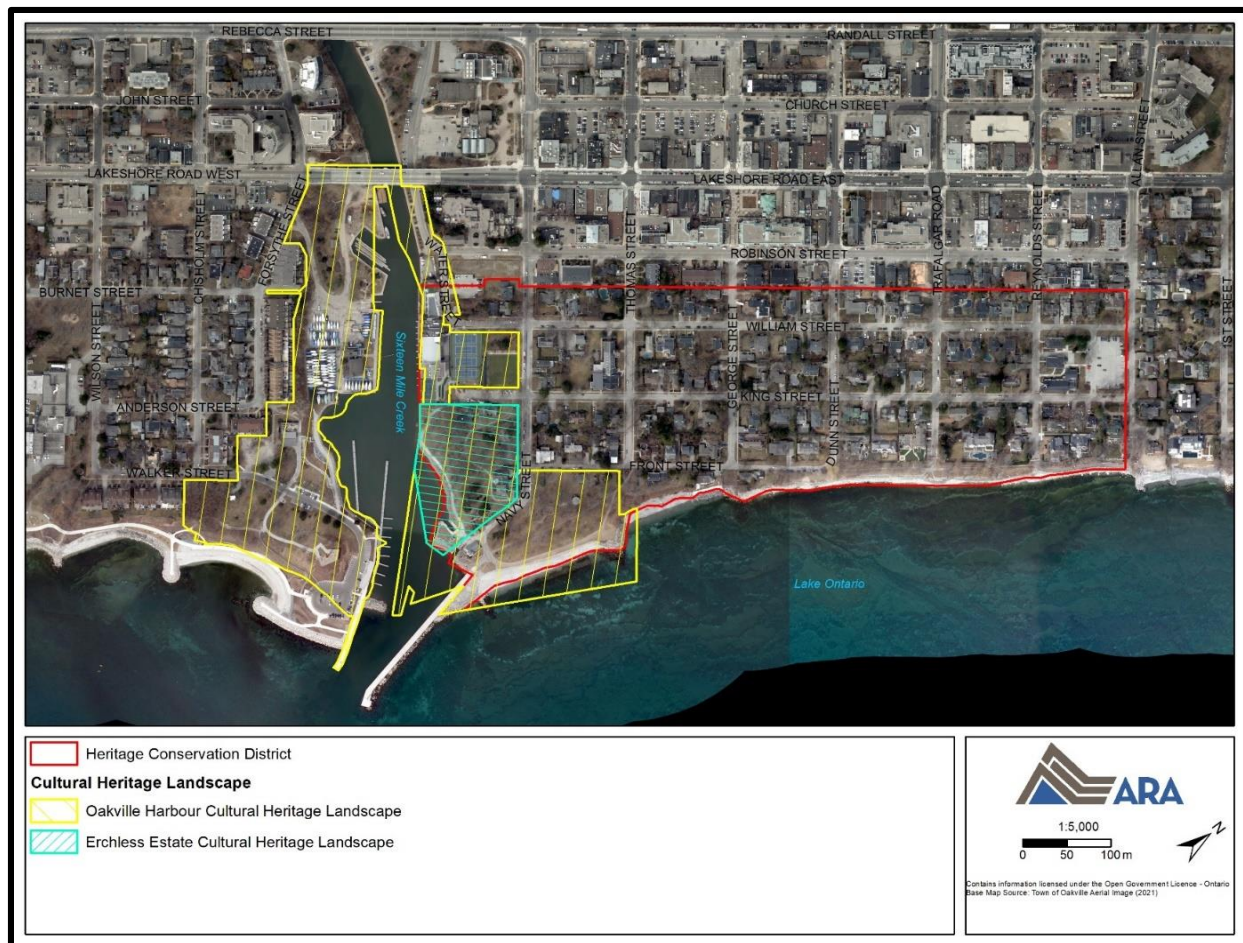 REBECCA STREET
RANDALL STREET
JOHN STREET
CHURCH STREET
ALLAN STREET
LAKESHORE ROAD WEST
LAKESHORE ROAD EAST
CHISHOLM STREET
FORSYTHE STREET
WATER STREET
THOMAS STREET
TRAFALGAR ROAD
REYNOLDS STREET
ROBINSON STREET
BURNET STREET
WILSON STREET
WILLIAM STREET
GEORGE STREET
1ST STREET
Sixteen Mile Creek
ANDERSON STREET
KING STREET
DUNN STREET
WALKER STREET
FRONT STREET
NAVY STREET
Lake Ontario
Heritage Conservation District
Cultural Heritage Landscape
Oakville Harbour Cultural Heritage Landscape
Erchless Estate Cultural Heritage Landscape
ARA
1:5,000
0 50 100 m
N
Contains information licensed under the Open Government Licence - Ontario
Base Map Source: Town of Oakville Aerial Image (2021)